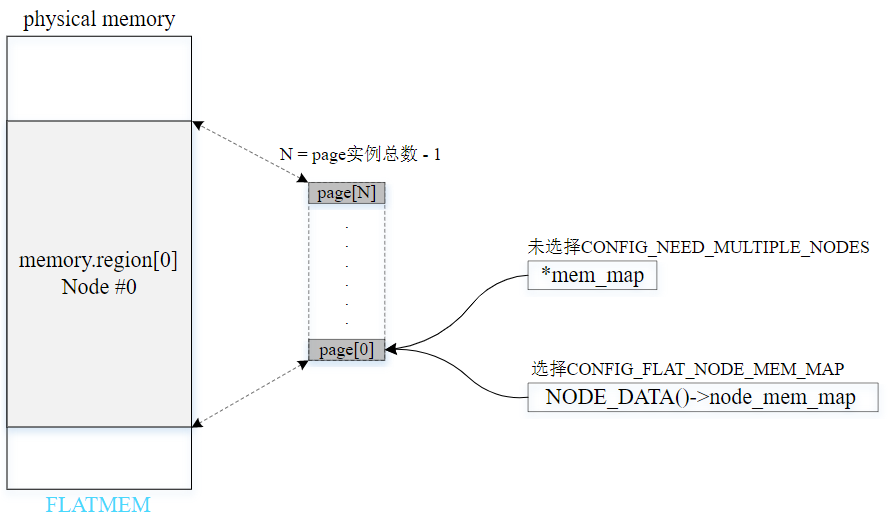 physical memory
N = page实例总数 - 1
page[N]
memory.region[0]
Node #0
未选择CONFIG_NEED_MULTIPLE_NODES
*mem_map
page[0]
选择CONFIG_FLAT_NODE_MEM_MAP
NODE_DATA()->node_mem_map
FLATMEM